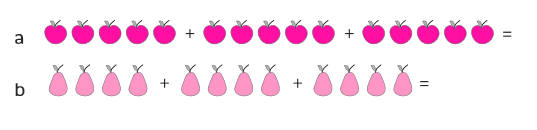 a + + =
b + + =